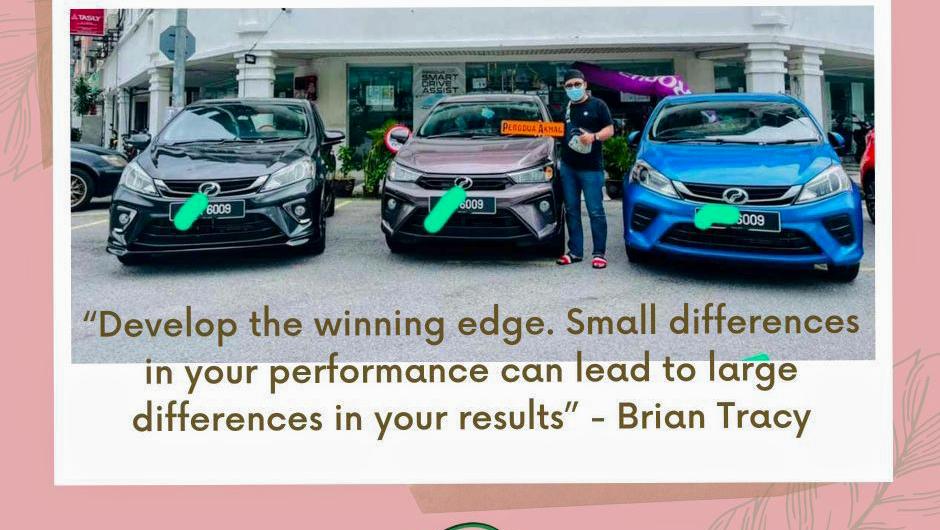 TASLY
SMART
DRIVE
ASSIST
PERODUA AKMAL
6009
6009
6009
“Develop the winning edge. Small differences
in your performance can lead to large
differences in your results” - Brian Tracy